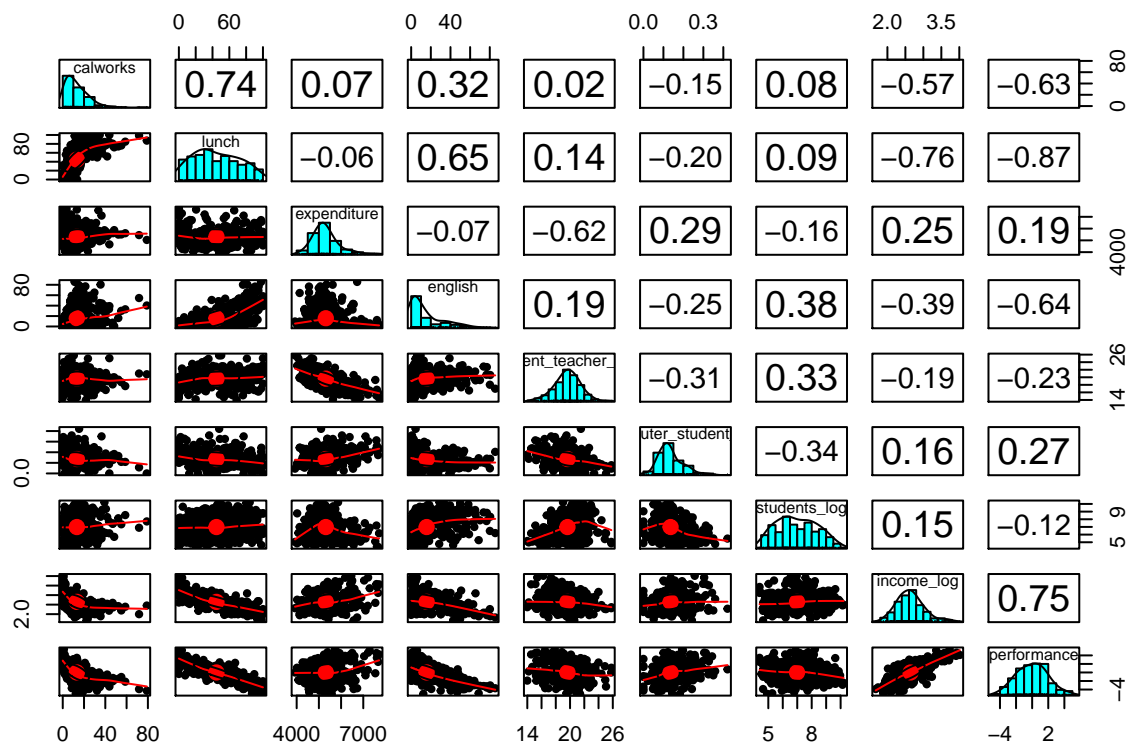 0 60 0 40 0.0 0.3 2.0 3.5
calworks 0.74 0.07 0.32 0.02 −0.15 0.08 −0.57 −0.63 0 80
0 80 lunch −0.06 0.65 0.14 −0.20 0.09 −0.76 −0.87
expenditure −0.07 −0.62 0.29 −0.16 0.25 0.19 4000
0 80 english 0.19 −0.25 0.38 −0.39 −0.64
ent_teacher_ −0.31 0.33 −0.19 −0.23 14 26
0.0 uter_student_ −0.34 0.16 0.27
students_log 0.15 −0.12 5 9
2.0 income_log 0.75
performance −4
0 40 80 4000 7000 14 20 26 5 8 −4 2